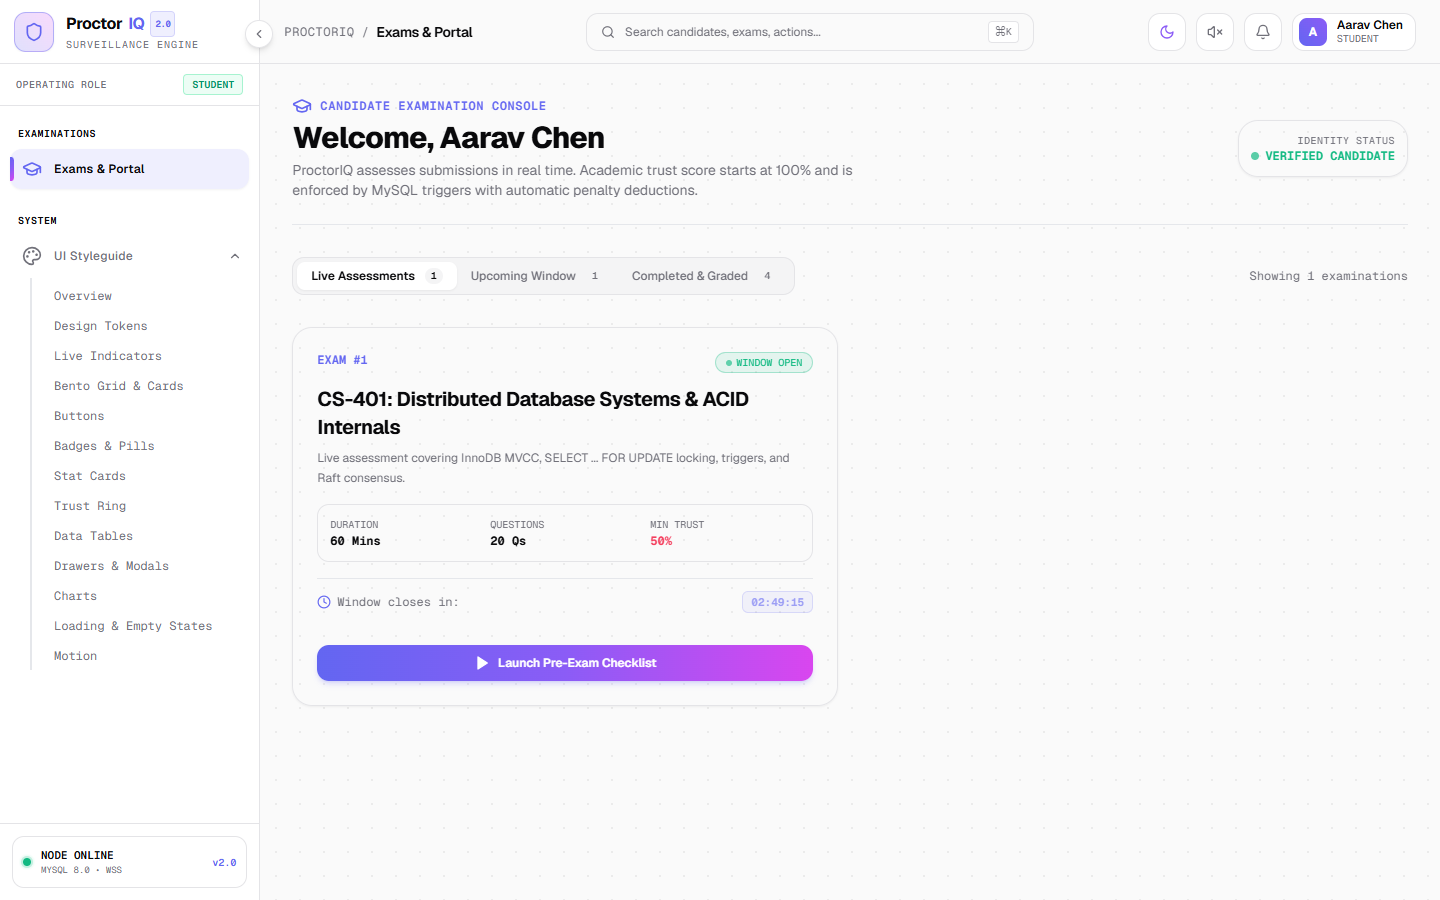 Proctor IQ 2.0
SURVEILLANCE ENGINE
OPERATING ROLE STUDENT
EXAMINATIONS
Exams & Portal
SYSTEM
UI Styleguide
Overview
Design Tokens
Live Indicators
Bento Grid & Cards
Buttons
Badges & Pills
Stat Cards
Trust Ring
Data Tables
Drawers & Modals
Charts
Loading & Empty States
Motion
NODE ONLINE
MYSQL 8.0 • WSS
v2.0
PROCTORIQ / Exams & Portal
Search candidates, exams, actions...
⌘K
A
Aarav Chen
STUDENT
CANDIDATE EXAMINATION CONSOLE
Welcome, Aarav Chen
ProctorIQ assesses submissions in real time. Academic trust score starts at 100% and is
enforced by MySQL triggers with automatic penalty deductions.
IDENTITY STATUS
VERIFIED CANDIDATE
Live Assessments 1 Upcoming Window 1 Completed & Graded 4
Showing 1 examinations
EXAM #1
WINDOW OPEN
CS-401: Distributed Database Systems & ACID
Internals
Live assessment covering InnoDB MVCC, SELECT ... FOR UPDATE locking, triggers, and
Raft consensus.
DURATION QUESTIONS MIN TRUST
60 Mins 20 Qs 50%
Window closes in: 02:49:15
Launch Pre-Exam Checklist